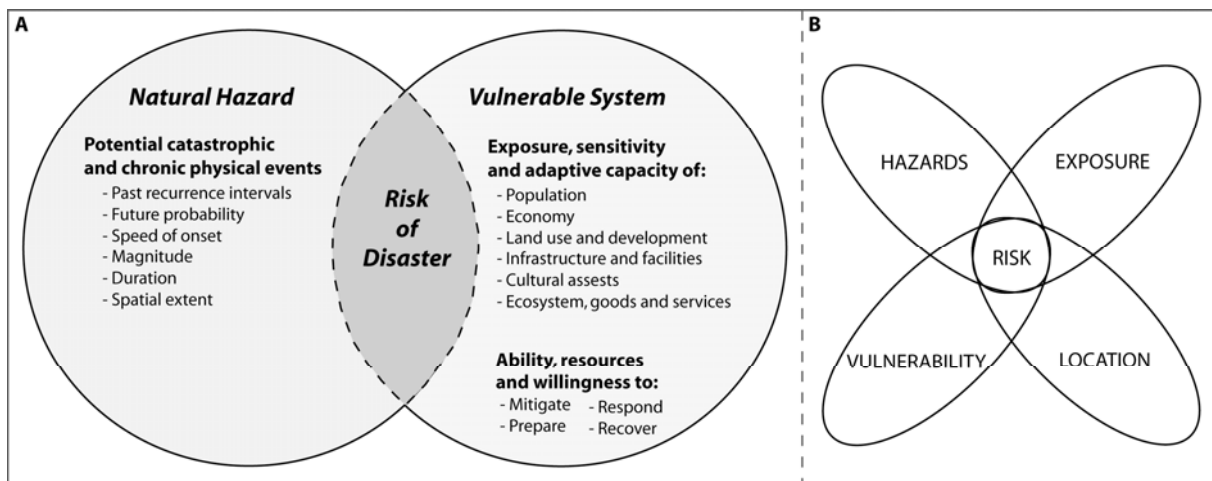 A
Natural Hazard
Potential catastrophic
and chronic physical events
- Past recurrence intervals
- Future probability
- Speed of onset
- Magnitude
- Duration
- Spatial extent
Risk
of
Disaster
Vulnerable System
Exposure, sensitivity
and adaptive capacity of:
- Population
- Economy
- Land use and development
- Infrastructure and facilities
- Cultural assests
- Ecosystem, goods and services
Ability, resources
and willingness to:
- Mitigate - Respond
- Prepare - Recover
B
HAZARDS
EXPOSURE
RISK
VULNERABILITY
LOCATION